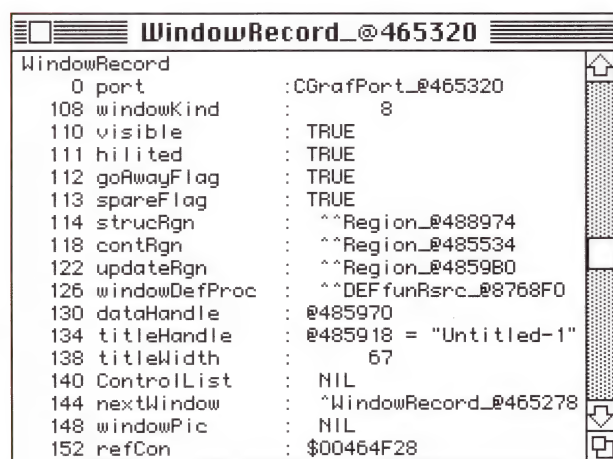 WindowRecord_@465320
WindowRecord
0 port :CGrafPort_@465320
108 windowKind : 8
110 visible : TRUE
111 hilited : TRUE
112 goAwayFlag : TRUE
113 spareFlag : TRUE
114 strucRgn : ^^Region_@488974
118 contRgn : ^^Region_@485534
122 updateRgn : ^^Region_@4859B0
126 windowDefProc : ^^DEFfunRsrc_@8768F0
130 dataHandle : @485970
134 titleHandle : @485918 = "Untitled-1"
138 titleWidth : 67
140 ControlList : NIL
144 nextWindow : ^WindowRecord_@465278
148 windowPic : NIL
152 refCon : $00464F28